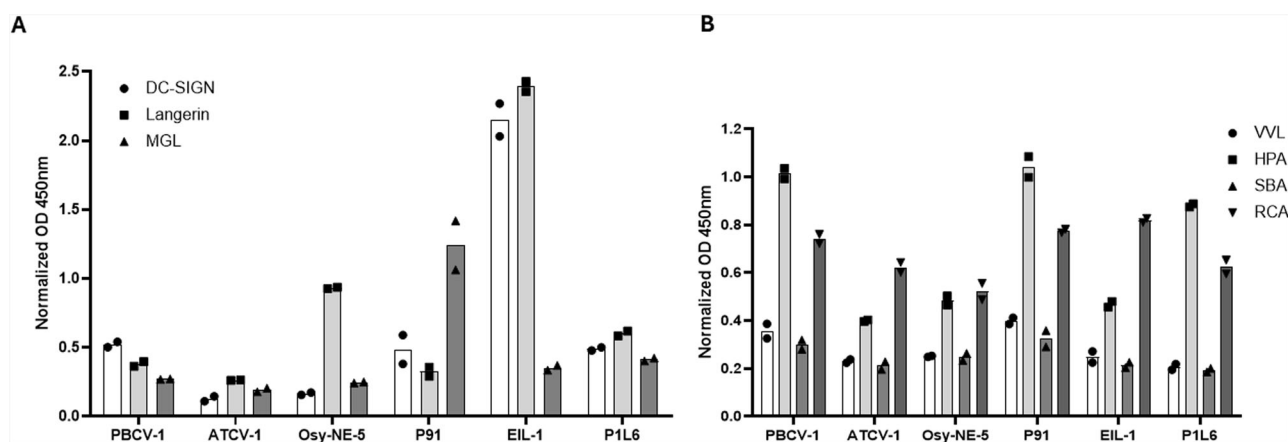 A
Normalized OD 450nm
2.5
2.0
1.5
1.0
0.5
0.0
DC-SIGN
Langerin
MGL
PBCV-1 ATCV-1 Osy-NE-5 P91 EIL-1 P1L6
B
Normalized OD 450nm
1.2
1.0
0.8
0.6
0.4
0.2
0.0
VVL
HPA
SBA
RCA
PBCV-1 ATCV-1 Osy-NE-5 P91 EIL-1 P1L6